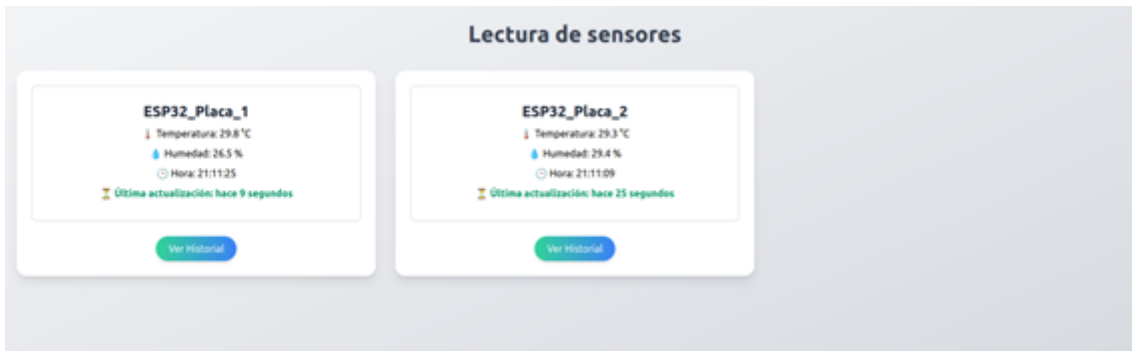 Lectura de sensores
ESP32_Placa_1
🌡️ Temperatura: 29.8 °C
💧 Humedad: 26.5 %
🕒 Hora: 21:11:25
⏳ Última actualización: hace 9 segundos
Ver Historial
ESP32_Placa_2
🌡️ Temperatura: 29.3 °C
💧 Humedad: 29.4 %
🕒 Hora: 21:11:09
⏳ Última actualización: hace 25 segundos
Ver Historial